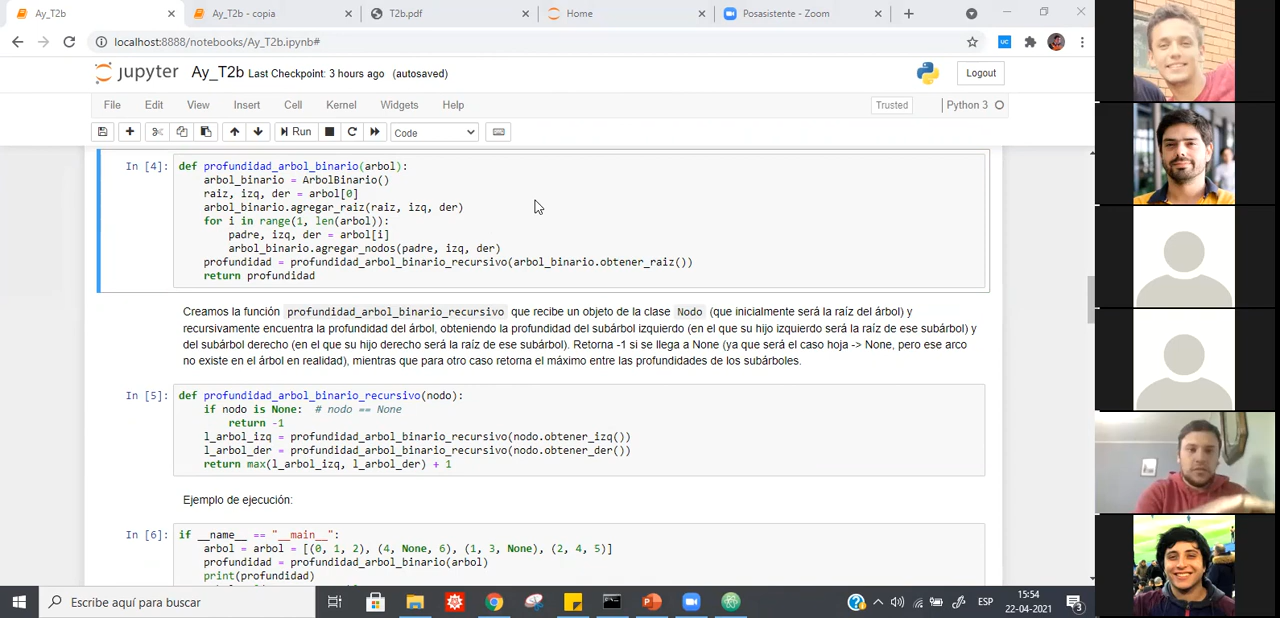 Ay_T2b
Ay_T2b - copia
T2b.pdf
Home
Posasistente - Zoom
localhost:8888/notebooks/Ay_T2b.ipynb#
UC
jupyter Ay_T2b Last Checkpoint: 3 hours ago (autosaved)
Logout
File Edit View Insert Cell Kernel Widgets Help
Trusted
Python 3
Run
Code
In [4]:
def profundidad_arbol_binario(arbol):
arbol_binario = ArbolBinario()
raiz, izq, der = arbol[0]
arbol_binario.agregar_raiz(raiz, izq, der)
for i in range(1, len(arbol)):
padre, izq, der = arbol[i]
arbol_binario.agregar_nodos(padre, izq, der)
profundidad = profundidad_arbol_binario_recursivo(arbol_binario.obtener_raiz())
return profundidad
Creamos la función profundidad_arbol_binario_recursivo que recibe un objeto de la clase Nodo (que inicialmente será la raíz del árbol) y
recursivamente encuentra la profundidad del árbol, obteniendo la profundidad del subárbol izquierdo (en el que su hijo izquierdo será la raíz de ese subárbol) y
del subárbol derecho (en el que su hijo derecho será la raíz de ese subárbol). Retorna -1 si se llega a None (ya que será el caso hoja -> None, pero ese arco
no existe en el árbol en realidad), mientras que para otro caso retorna el máximo entre las profundidades de los subárboles.
In [5]:
def profundidad_arbol_binario_recursivo(nodo):
if nodo is None: # nodo == None
return -1
l_arbol_izq = profundidad_arbol_binario_recursivo(nodo.obtener_izq())
l_arbol_der = profundidad_arbol_binario_recursivo(nodo.obtener_der())
return max(l_arbol_izq, l_arbol_der) + 1
Ejemplo de ejecución:
In [6]:
if __name__ == "__main__":
arbol = arbol = [(0, 1, 2), (4, None, 6), (1, 3, None), (2, 4, 5)]
profundidad = profundidad_arbol_binario(arbol)
print(profundidad)
Escribe aquí para buscar
ESP
15:54
22-04-2021
3